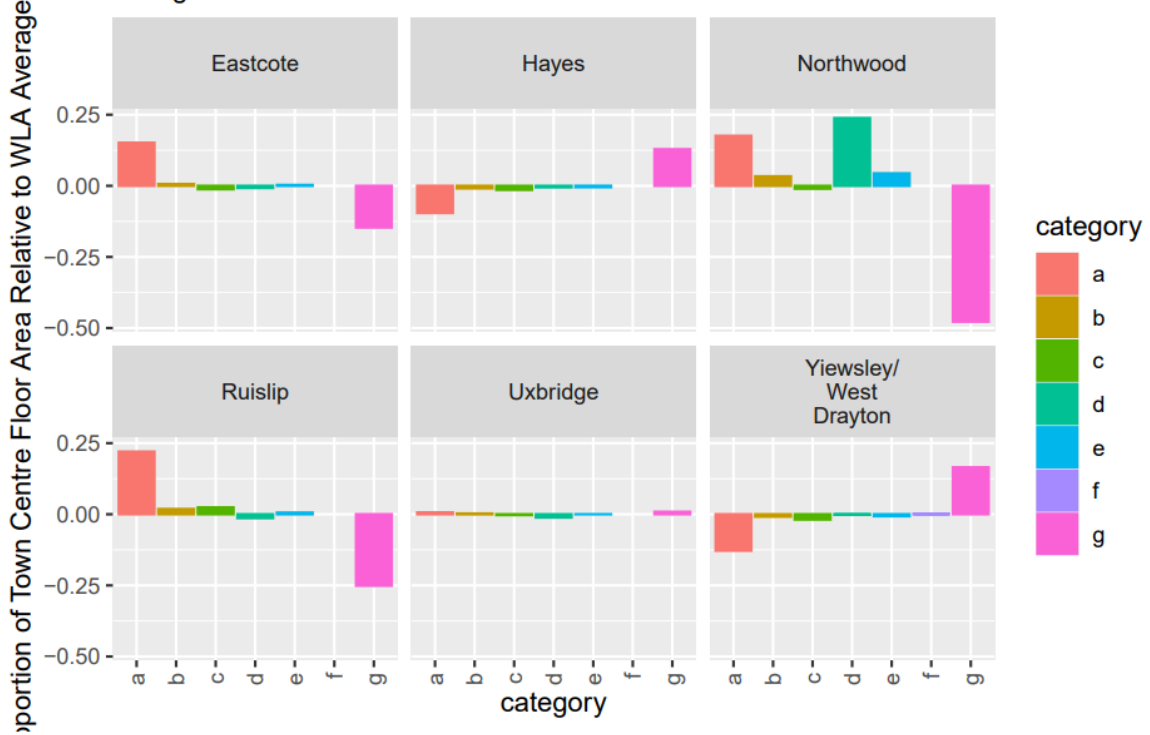 oportion of Town Centre Floor Area Relative to WLA Average
Eastcote
Hayes
Northwood
0.25
0.00
−0.25
−0.50
Ruislip
Uxbridge
Yiewsley/
West
Drayton
0.25
0.00
−0.25
−0.50
a b c d e f g
a b c d e f g
a b c d e f g
category
category
a
b
c
d
e
f
g